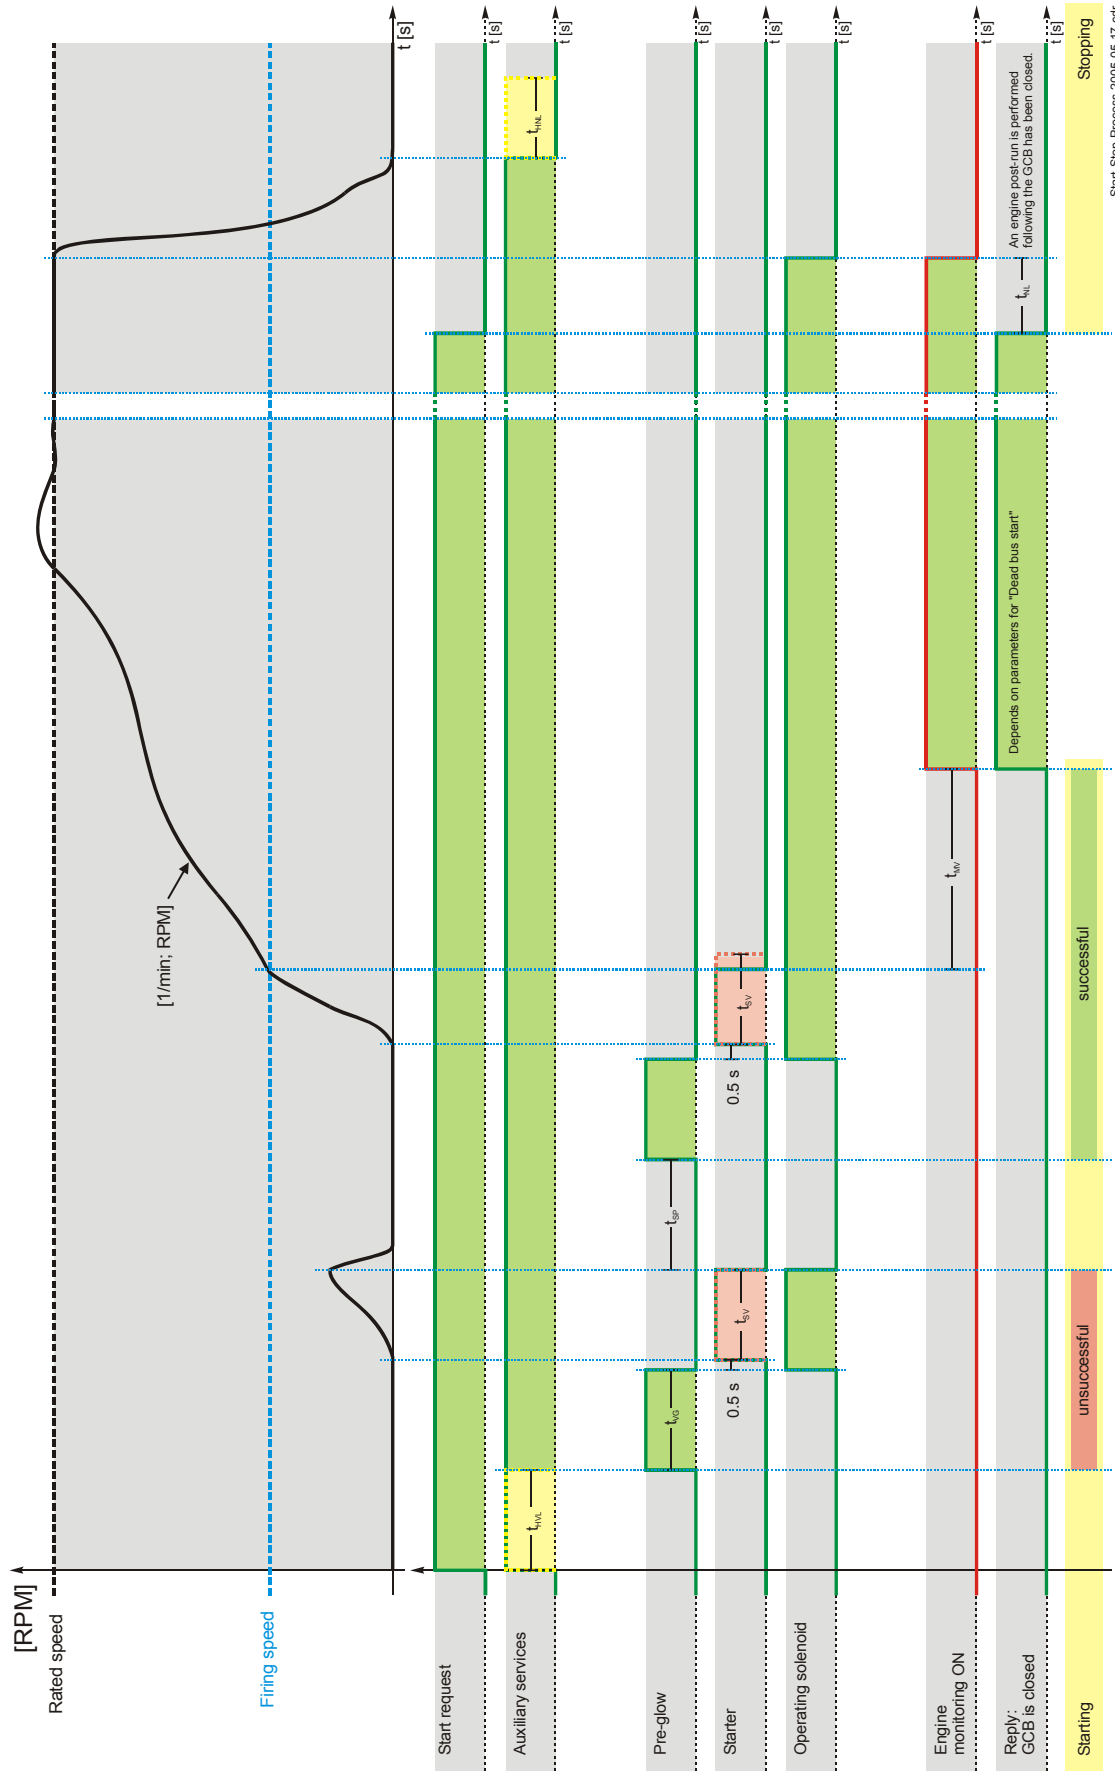 [RPM]
Rated speed
Firing speed
[1/min; RPM]
t [s]
Start request
t [s]
Auxiliary services
tHVL
tHNL
t [s]
Pre-glow
tVG
tSP
t [s]
Starter
0.5 s
tSV
0.5 s
tSV
t [s]
Operating solenoid
t [s]
Engine
monitoring ON
tMV
t [s]
Reply:
GCB is closed
Depends on parameters for "Dead bus start"
tNL
An engine post-run is performed
following the GCB has been closed.
t [s]
Starting
unsuccessful
successful
Stopping